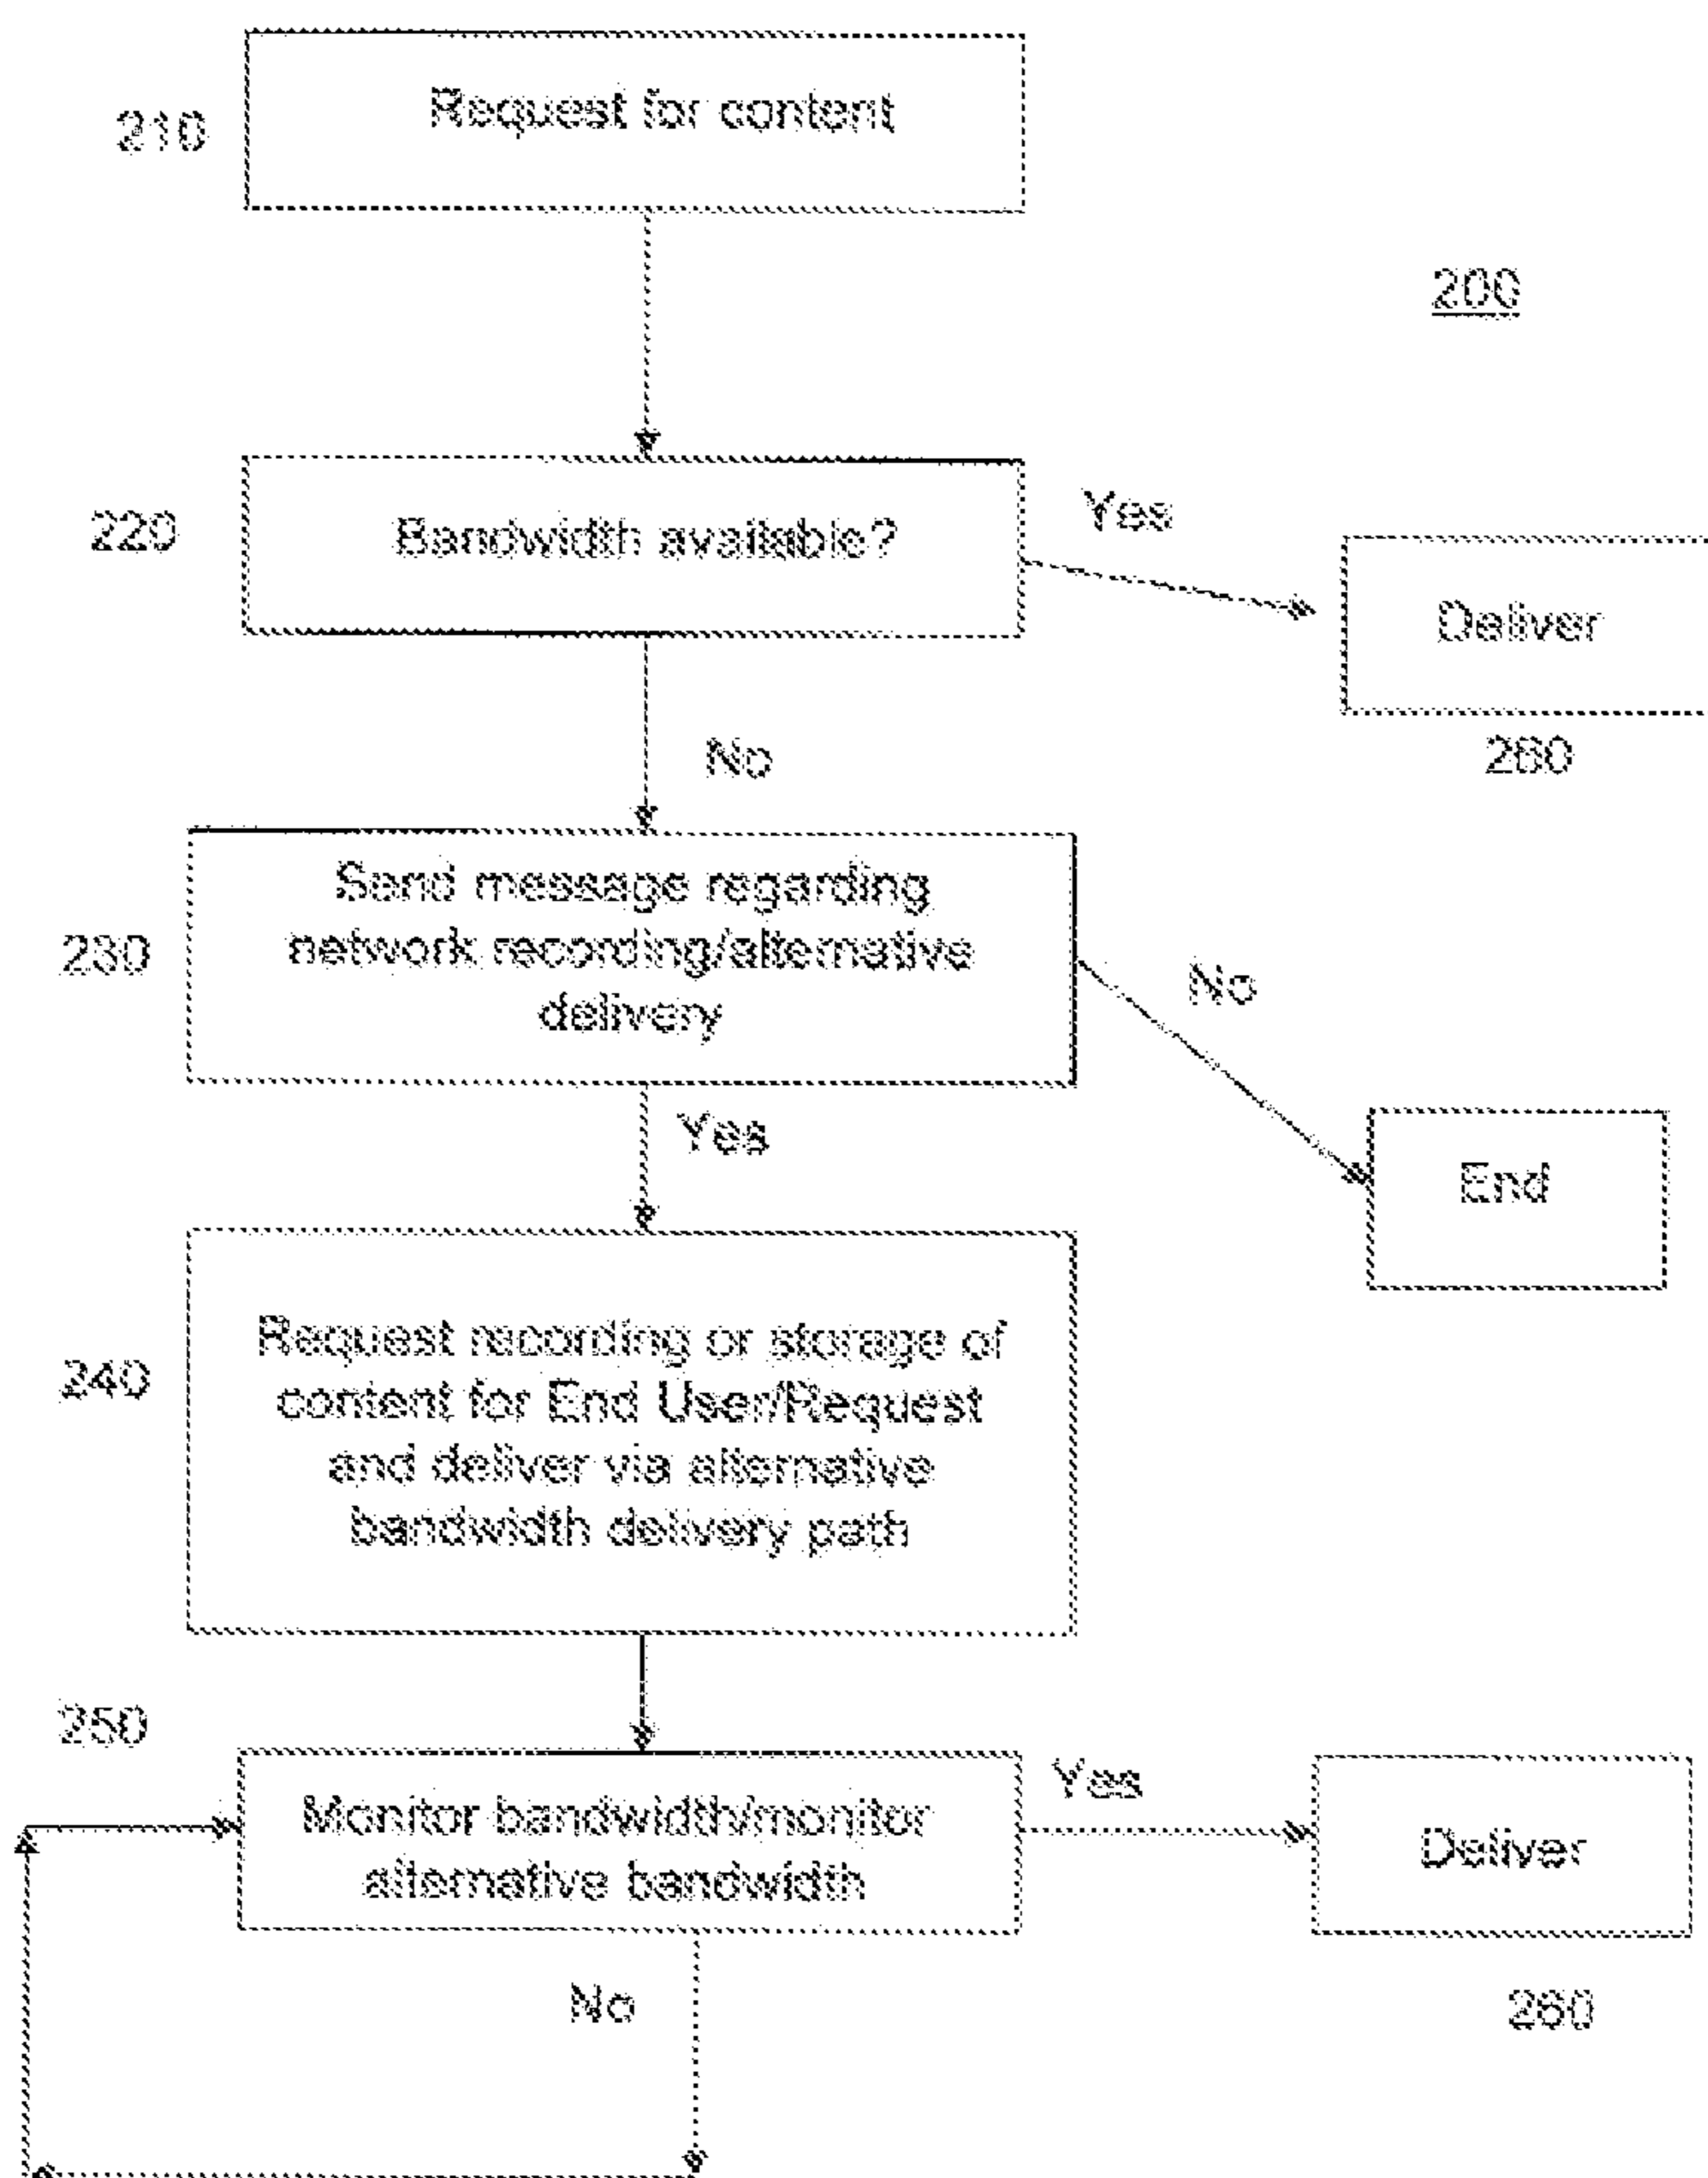 Request for content
210
200
Bandwidth available?
220
Yes
Deliver
260
No
Send message regarding
network recording/alternative
delivery
230
No
Yes
End
Request recording or storage of
content for End User/Request
and deliver via alternative
bandwidth delivery path
240
250
Monitor bandwidth/monitor
alternative bandwidth
Yes
Deliver
No
260